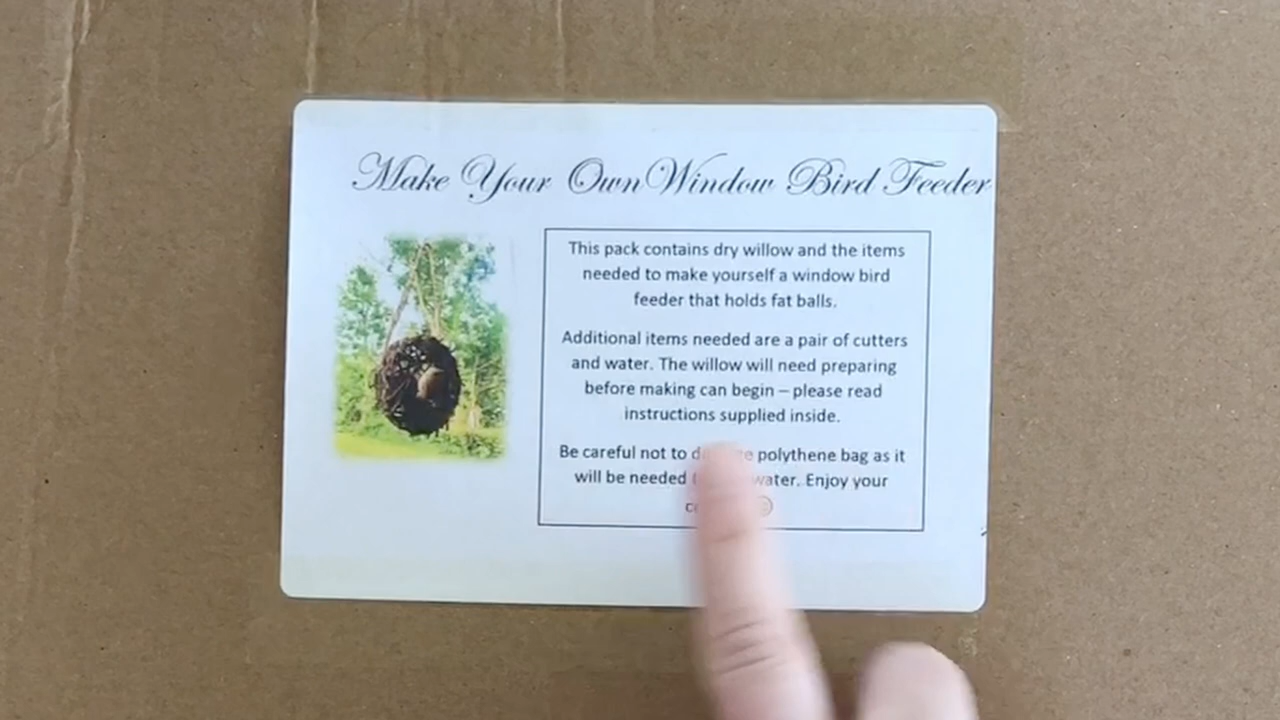 Make Your Own Window Bird Feeder
This pack contains dry willow and the items
needed to make yourself a window bird
feeder that holds fat balls.
Additional items needed are a pair of cutters
and water. The willow will need preparing
before making can begin – please read
instructions supplied inside.
Be careful not to polythene bag as it
will be needed water. Enjoy your